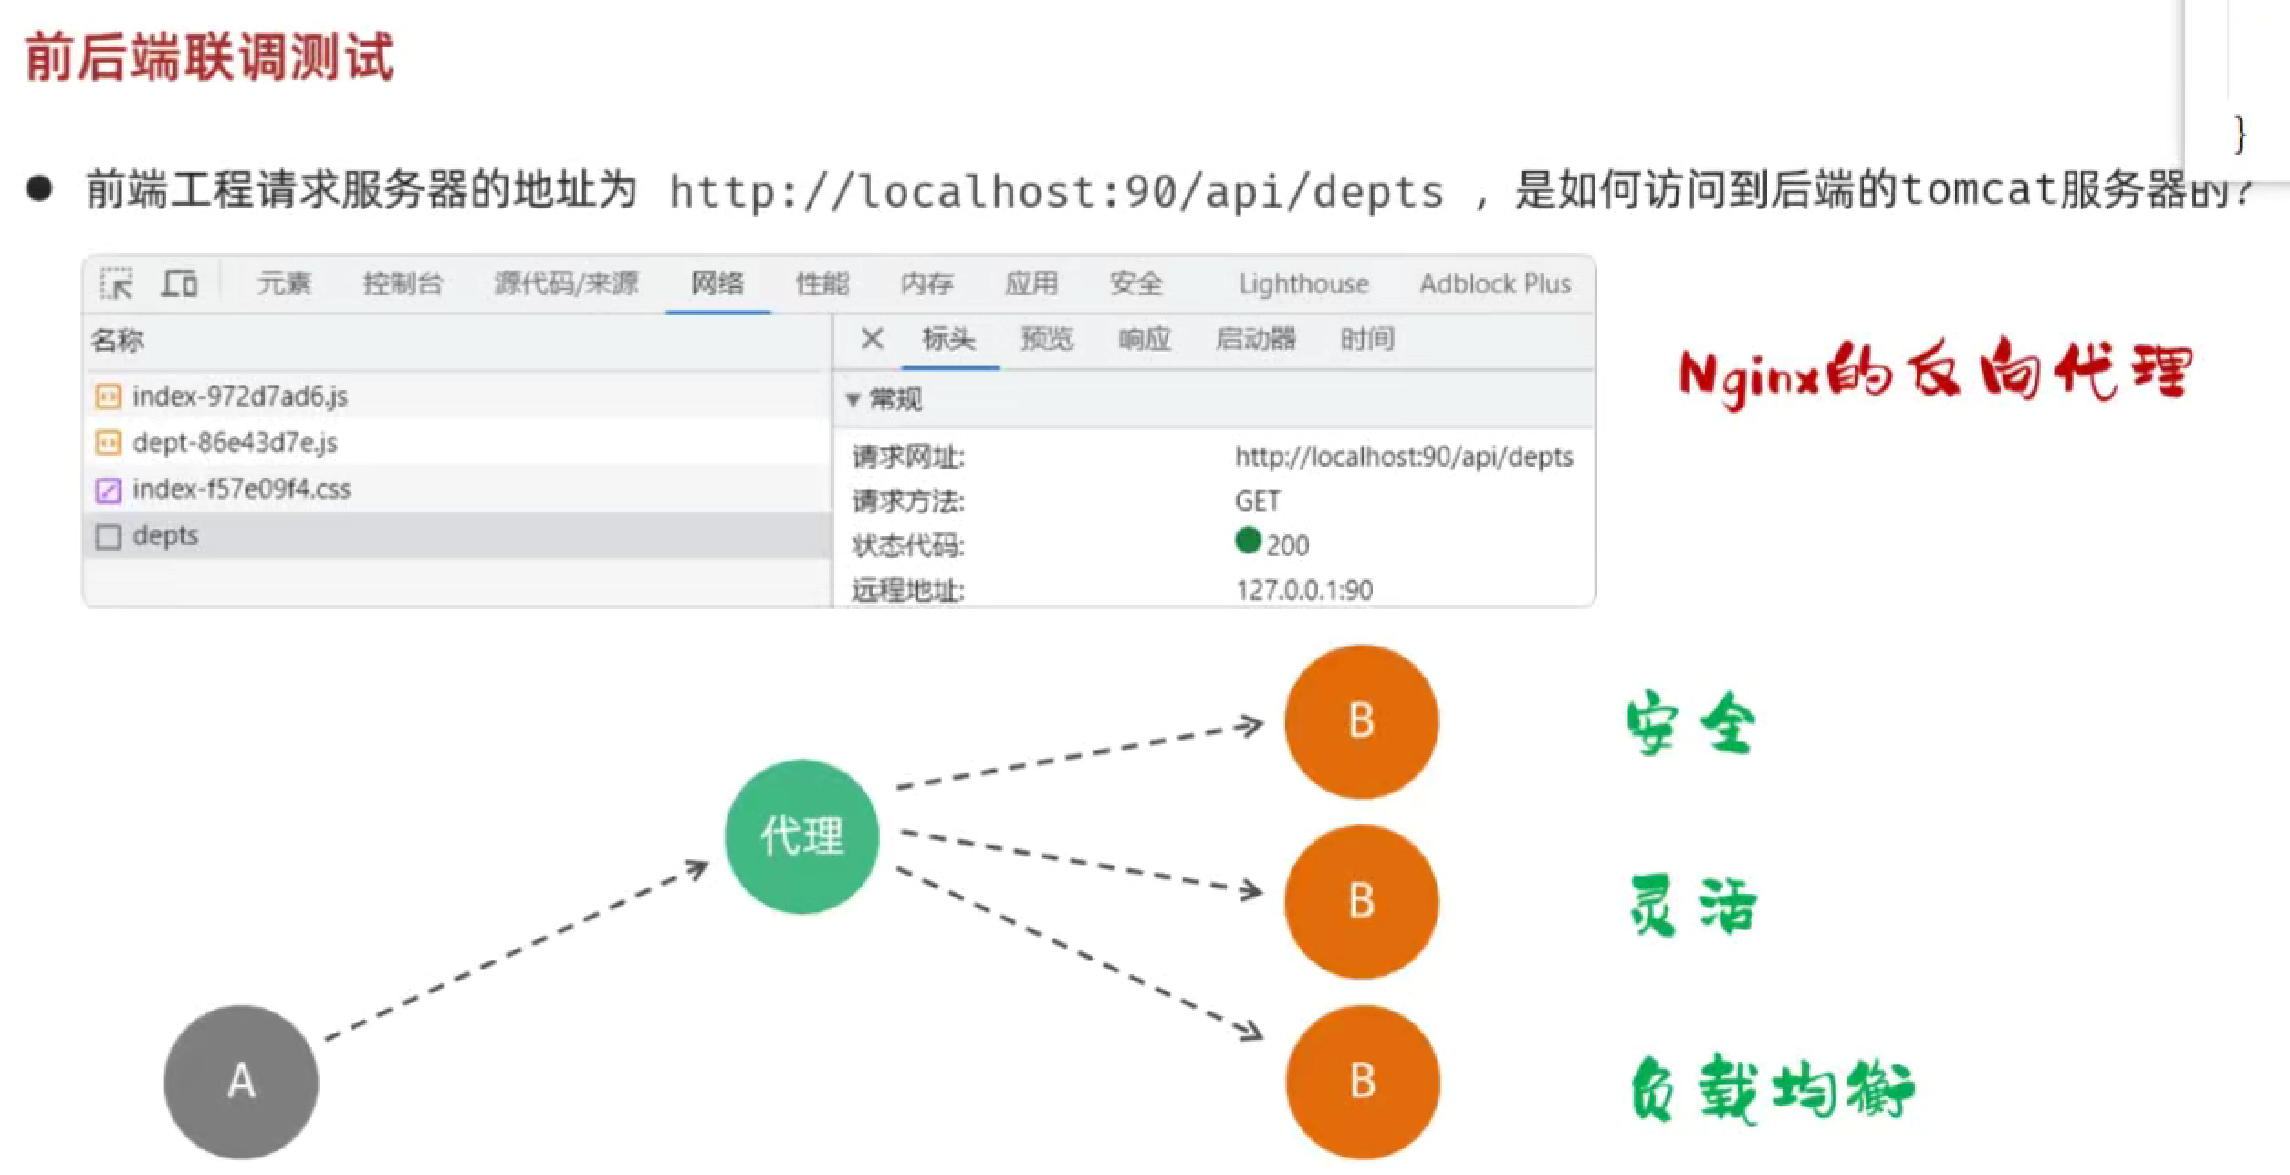 前后端联调测试
}
● 前端工程请求服务器的地址为 http://localhost:90/api/depts ，是如何访问到后端的tomcat服务器的？
元素 控制台 源代码/来源 网络 性能 内存 应用 安全 Lighthouse Adblock Plus
名称
× 标头 预览 响应 启动器 时间
index-972d7ad6.js
dept-86e43d7e.js
index-f57e09f4.css
depts
▼ 常规
请求网址: http://localhost:90/api/depts
请求方法: GET
状态代码: 200
远程地址: 127.0.0.1:90
Nginx的反向代理
A
代理
B
B
B
安全
灵活
负载均衡